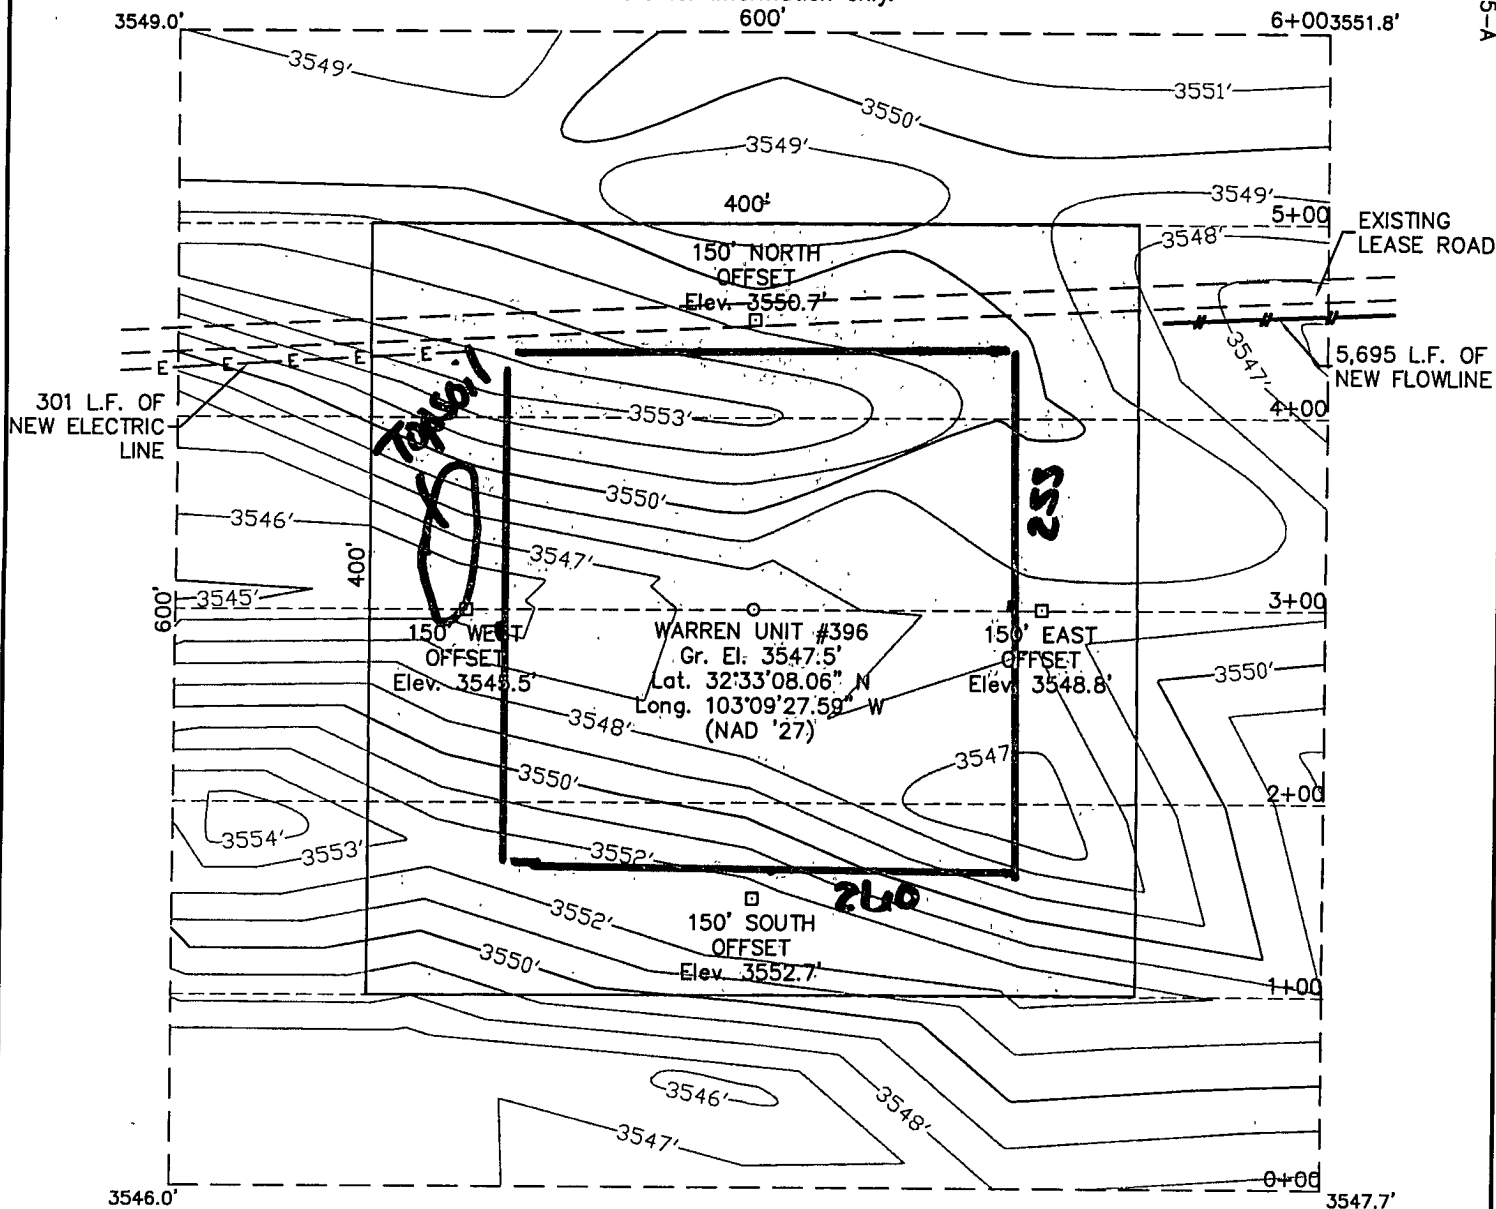 600'
3549.0'
6+00
3551.8'
5-A
3549'
3551'
3550'
3549'
3549'
400'
5+00
EXISTING
LEASE ROAD
3548'
150' NORTH
OFFSET
Elev. 3550.7'
E E E E E
3547'
5,695 L.F. OF
NEW FLOWLINE
Topsoil
X
301 L.F. OF
NEW ELECTRIC
LINE
3553'
4+00
3550'
255
3546'
3547'
400'
600'
3545'
3+00
150' WEST
OFFSET
Elev. 3545.5'
WARREN UNIT #396
Gr. El. 3547.5'
Lat. 32°33'08.06" N
Long. 103°09'27.59" W
(NAD '27)
150' EAST
OFFSET
Elev. 3548.8'
3550'
3548'
3547
3550'
2+00
3554'
3553'
3552'
240
3552'
150' SOUTH
OFFSET
Elev. 3552.7'
3550'
1+00
3546'
3548'
3547'
0+00
3546.0'
3547.7'